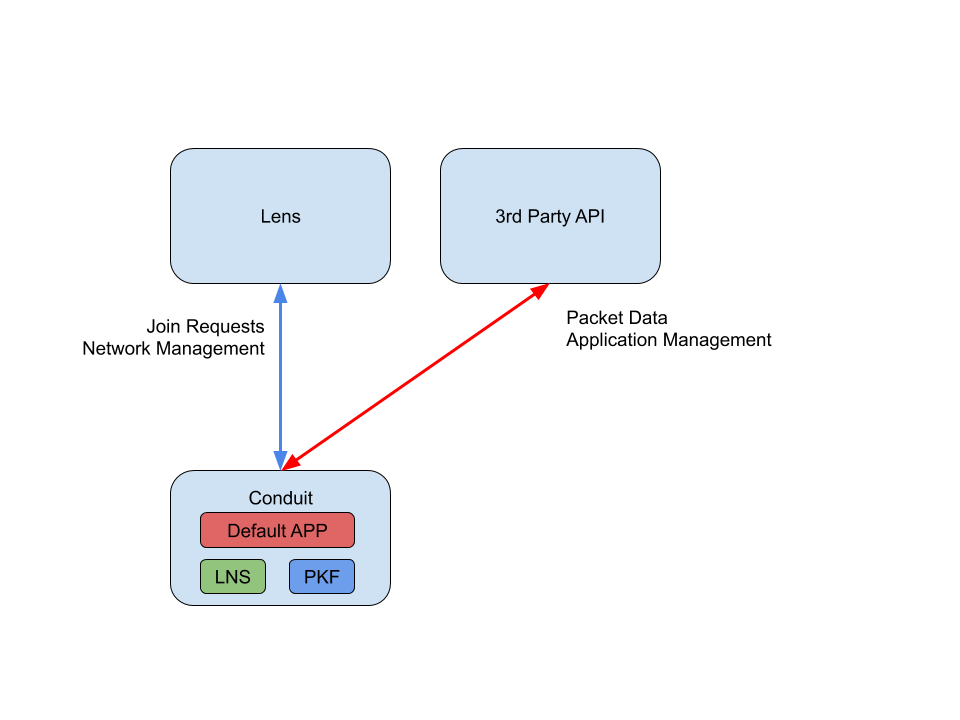 Lens
3rd Party API
Join Requests
Network Management
Packet Data
Application Management
Conduit
Default APP
LNS
PKF